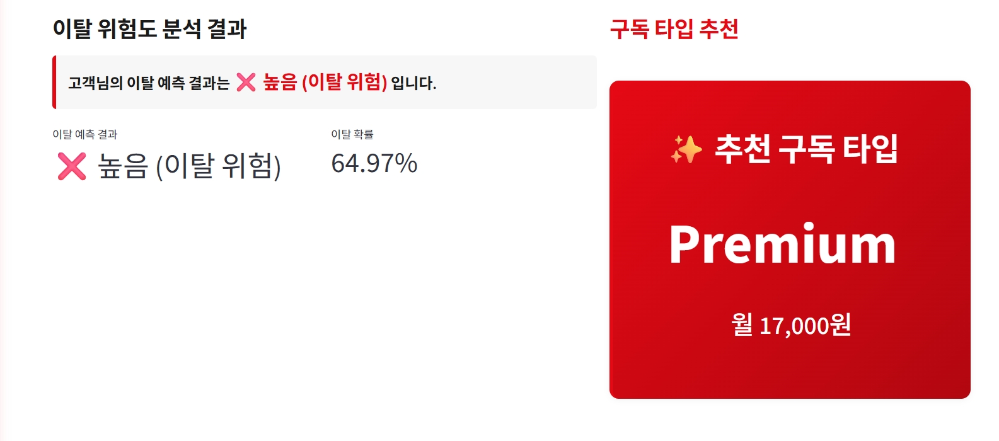 이탈 위험도 분석 결과
고객님의 이탈 예측 결과는 ❌ 높음 (이탈 위험) 입니다.
이탈 예측 결과
❌ 높음 (이탈 위험)
이탈 확률
64.97%
구독 타입 추천
✨ 추천 구독 타입
Premium
월 17,000원